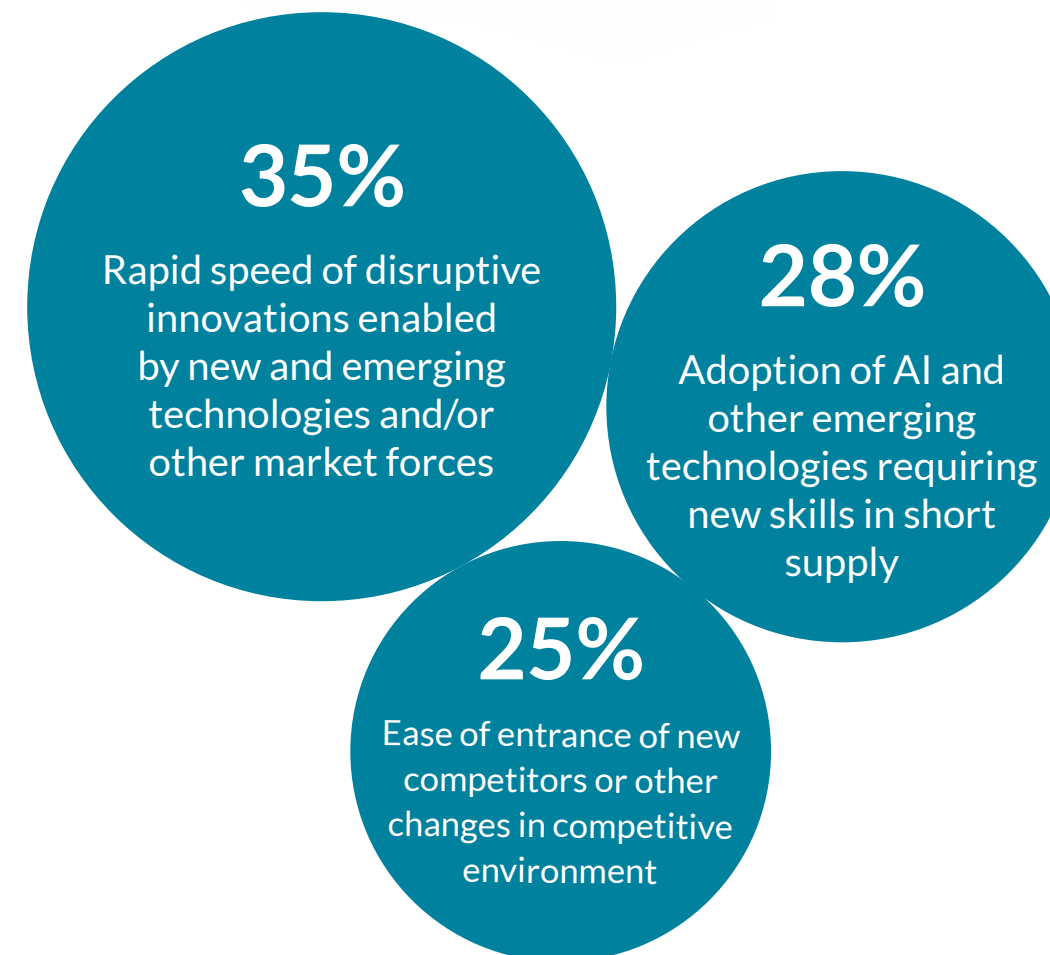 35%
Rapid speed of disruptive
innovations enabled
by new and emerging
technologies and/or
other market forces
28%
Adoption of AI and
other emerging
technologies requiring
new skills in short
supply
25%
Ease of entrance of new
competitors or other
changes in competitive
environment